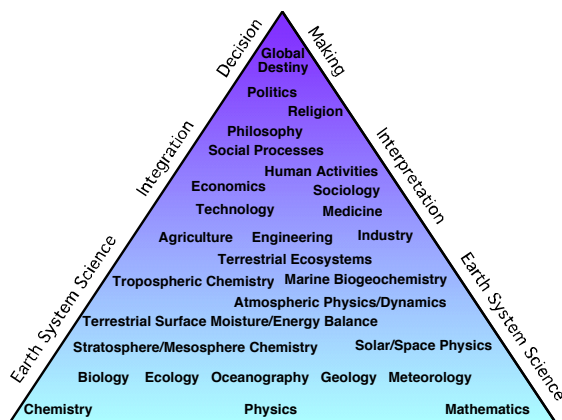 Decision
Making
Global
Destiny
Politics
Religion
Philosophy
Social Processes
Integration
Interpretation
Human Activities
Economics
Sociology
Technology
Medicine
Agriculture
Engineering
Industry
Terrestrial Ecosystems
Earth System Science
Earth System Science
Tropospheric Chemistry
Marine Biogeochemistry
Atmospheric Physics/Dynamics
Terrestrial Surface Moisture/Energy Balance
Stratosphere/Mesosphere Chemistry
Solar/Space Physics
Biology
Ecology
Oceanography
Geology
Meteorology
Chemistry
Physics
Mathematics